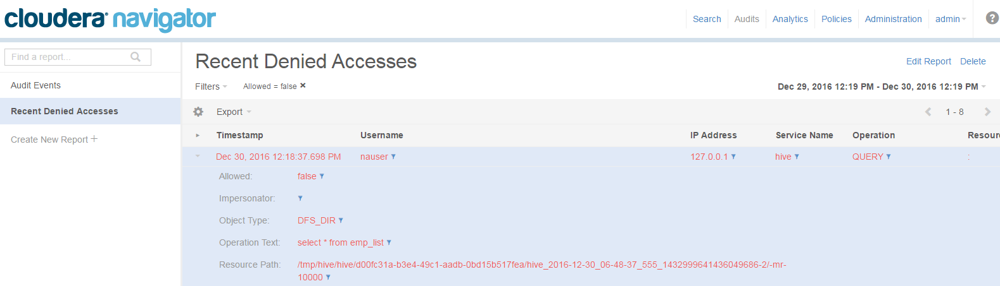 cloudera navigator
Search Audits Analytics Policies Administration admin ?
Find a report...
Audit Events
Recent Denied Accesses
Create New Report +
Recent Denied Accesses
Edit Report Delete
Filters Allowed = false ✖
Dec 29, 2016 12:19 PM - Dec 30, 2016 12:19 PM
Export 1 - 8
Timestamp Username IP Address Service Name Operation Resour
Dec 30, 2016 12:18:37.698 PM nauser 127.0.0.1 hive QUERY :
Allowed: false
Impersonator:
Object Type: DFS_DIR
Operation Text: select * from emp_list
Resource Path: /tmp/hive/hive/d00fc31a-b3e4-49c1-aadb-0bd15b517fea/hive_2016-12-30_06-48-37_555_1432999641436049686-2/-mr-
10000